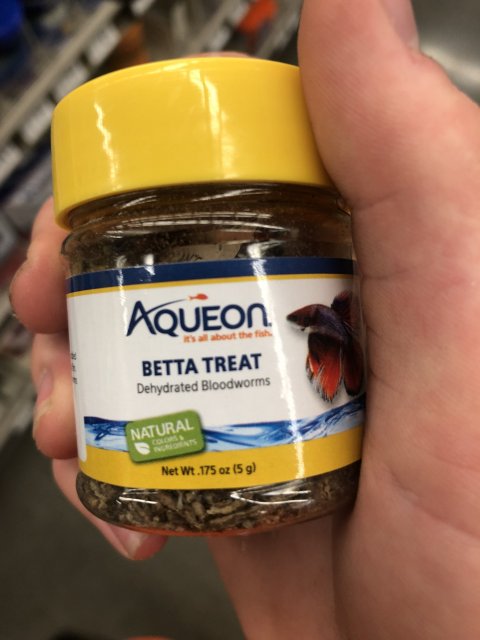 AQUEON
it's all about the fish.
BETTA TREAT
Dehydrated Bloodworms
NATURAL
COLORS &
INGREDIENTS
Net Wt .175 oz (5 g)